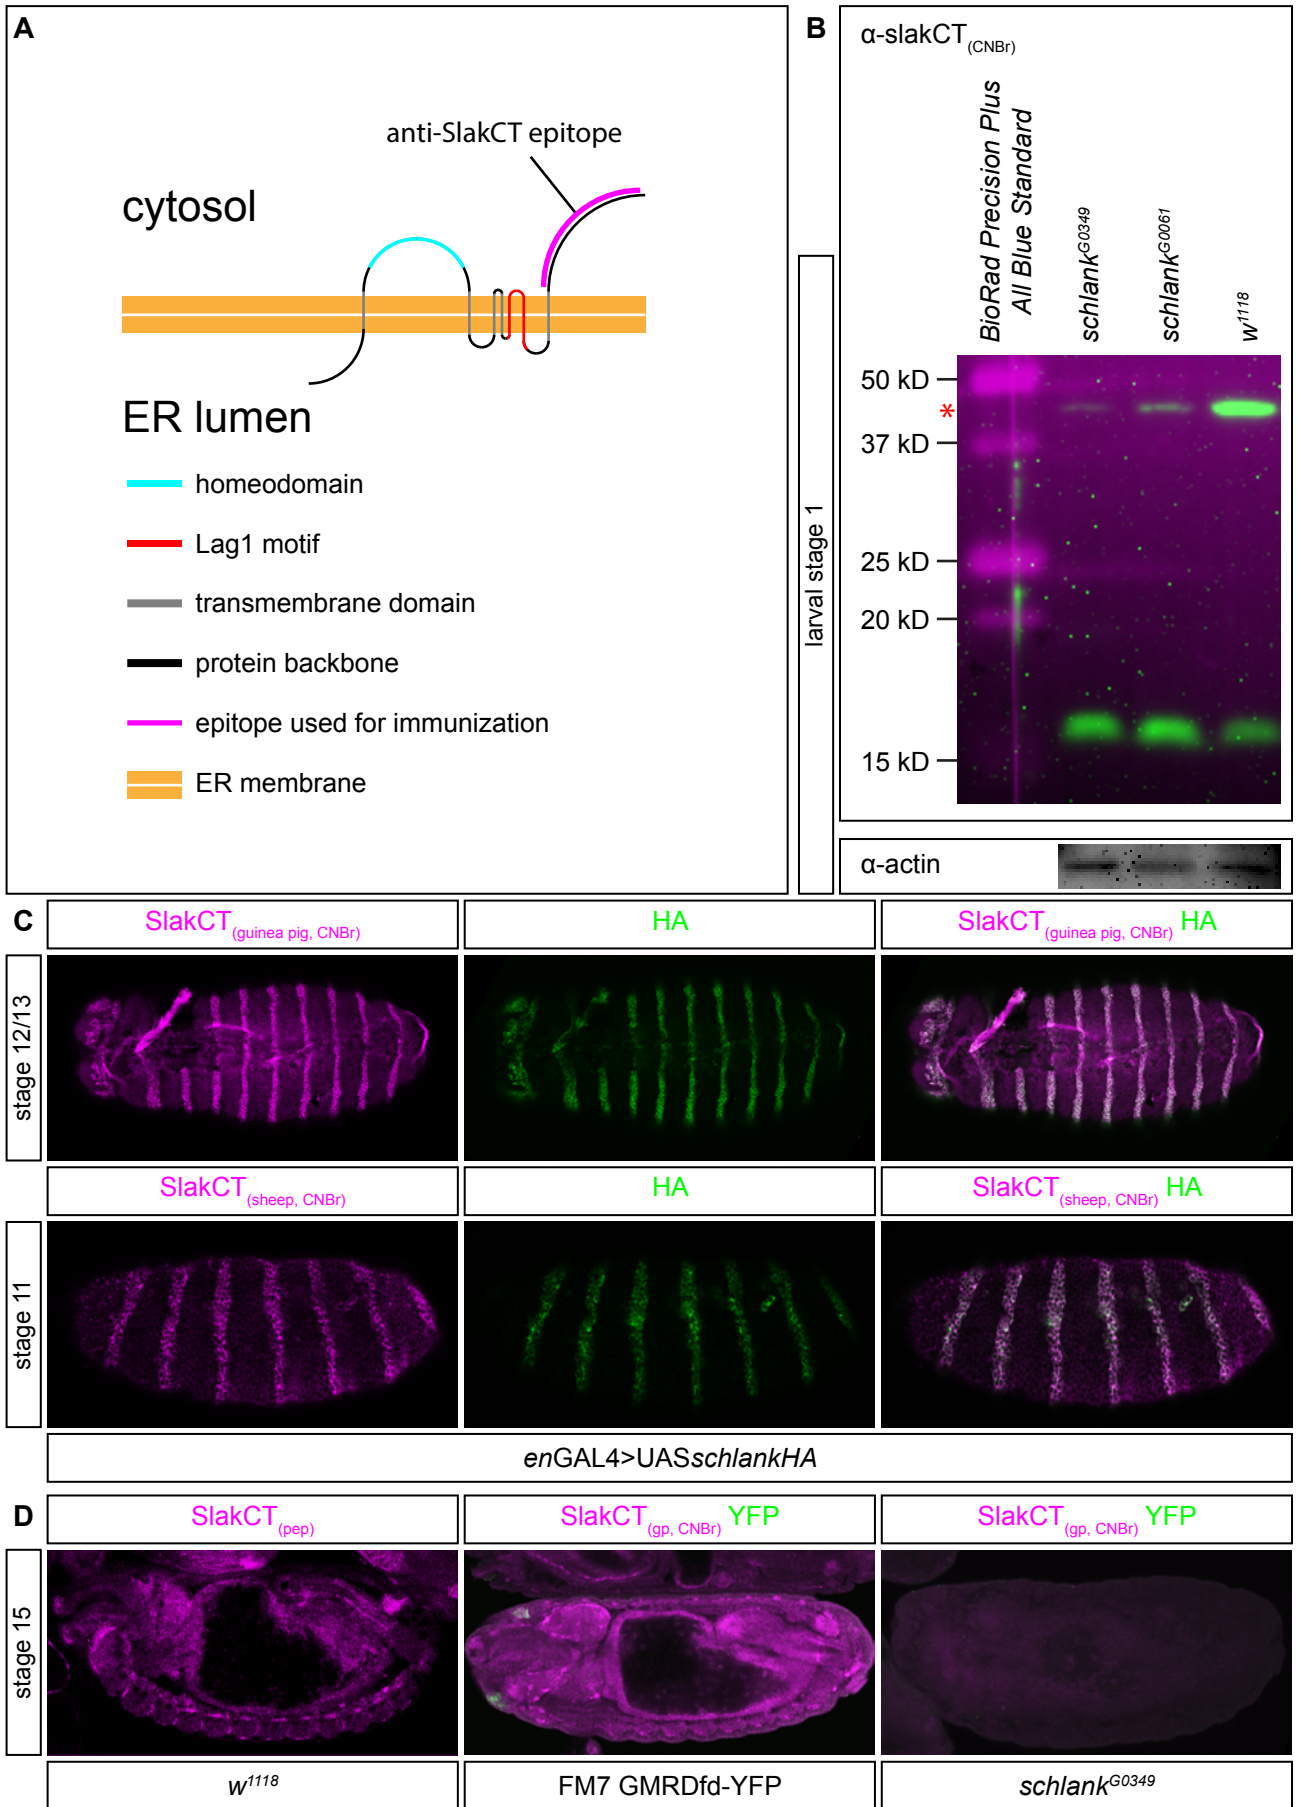 A
anti-SlakCT epitope
cytosol
ER lumen
homeodomain
Lag1 motif
transmembrane domain
protein backbone
epitope used for immunization
ER membrane
B
α-slakCT(CNBr)
BioRad Precision Plus
All Blue Standard
schlankG0349
schlankG0061
w1118
larval stage 1
50 kD
*
37 kD
25 kD
20 kD
15 kD
α-actin
C
SlakCT(guinea pig, CNBr)
HA
SlakCT(guinea pig, CNBr) HA
stage 12/13
SlakCT(sheep, CNBr)
HA
SlakCT(sheep, CNBr) HA
stage 11
enGAL4>UASschlankHA
D
SlakCT(pep)
SlakCT(gp, CNBr) YFP
SlakCT(gp, CNBr) YFP
stage 15
w1118
FM7 GMRDfd-YFP
schlankG0349